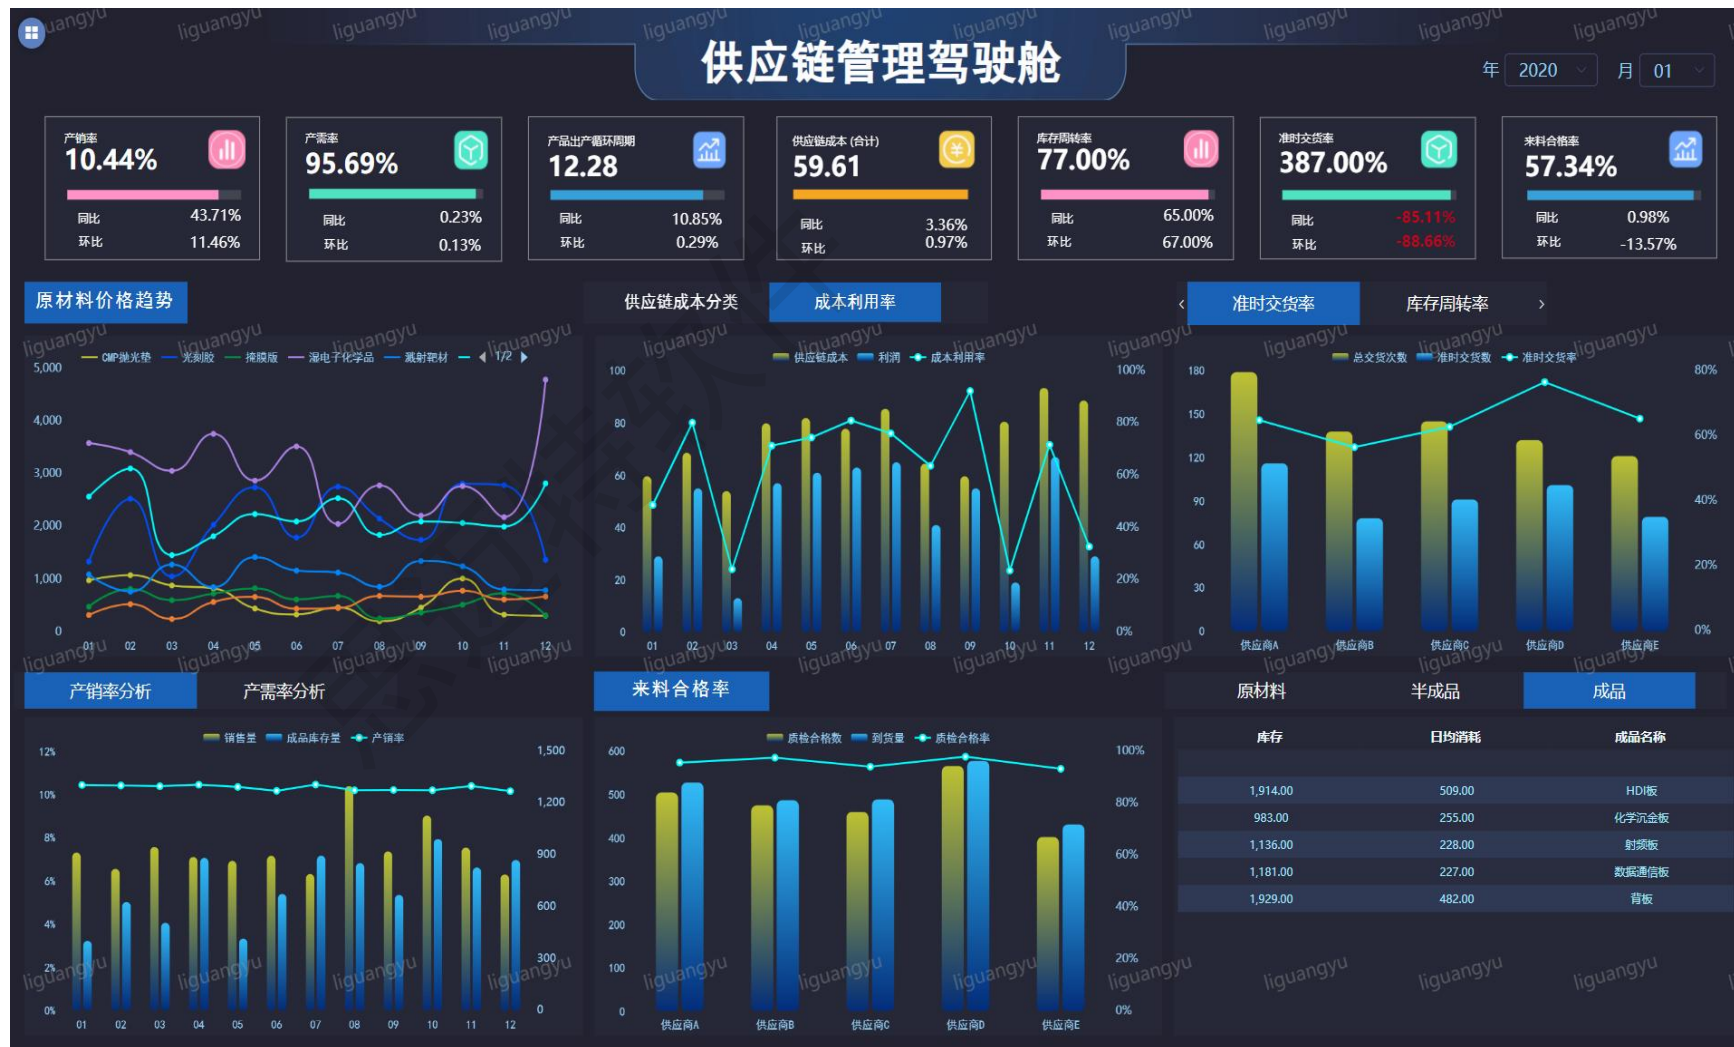 供应链管理驾驶舱
年 2020 月 01
产销率
10.44%
同比 43.71%
环比 11.46%
产需率
95.69%
同比 0.23%
环比 0.13%
产品出产循环周期
12.28
同比 10.85%
环比 0.29%
供应链成本 (合计)
59.61
同比 3.36%
环比 0.97%
库存周转率
77.00%
同比 65.00%
环比 67.00%
准时交货率
387.00%
同比 -85.11%
环比 -88.66%
来料合格率
57.34%
同比 0.98%
环比 -13.57%
原材料价格趋势
CMP抛光垫 光刻胶 掩膜版 湿电子化学品 溅射靶材 1/2
5,000
4,000
3,000
2,000
1,000
0
01 02 03 04 05 06 07 08 09 10 11 12
供应链成本分类 成本利用率
供应链成本 利润 成本利用率
100 100%
80 80%
60 60%
40 40%
20 20%
0 0%
01 02 03 04 05 06 07 08 09 10 11 12
准时交货率 库存周转率
总交货次数 准时交货数 准时交货率
180
150
120
90
60
30
0
80%
60%
40%
20%
0%
供应商A 供应商B 供应商C 供应商D 供应商E
产销率分析 产需率分析
销售量 成品库存量 产销率
12%
10%
8%
6%
4%
2%
0%
1,500
1,200
900
600
300
0
01 02 03 04 05 06 07 08 09 10 11 12
来料合格率
质检合格数 到货量 质检合格率
600
500
400
300
200
100
0
100%
80%
60%
40%
20%
0%
供应商A 供应商B 供应商C 供应商D 供应商E
原材料 半成品 成品
库存 日均消耗 成品名称
1,914.00 509.00 HDI板
983.00 255.00 化学沉金板
1,136.00 228.00 射频板
1,181.00 227.00 数据通信板
1,929.00 482.00 背板
liguangyu